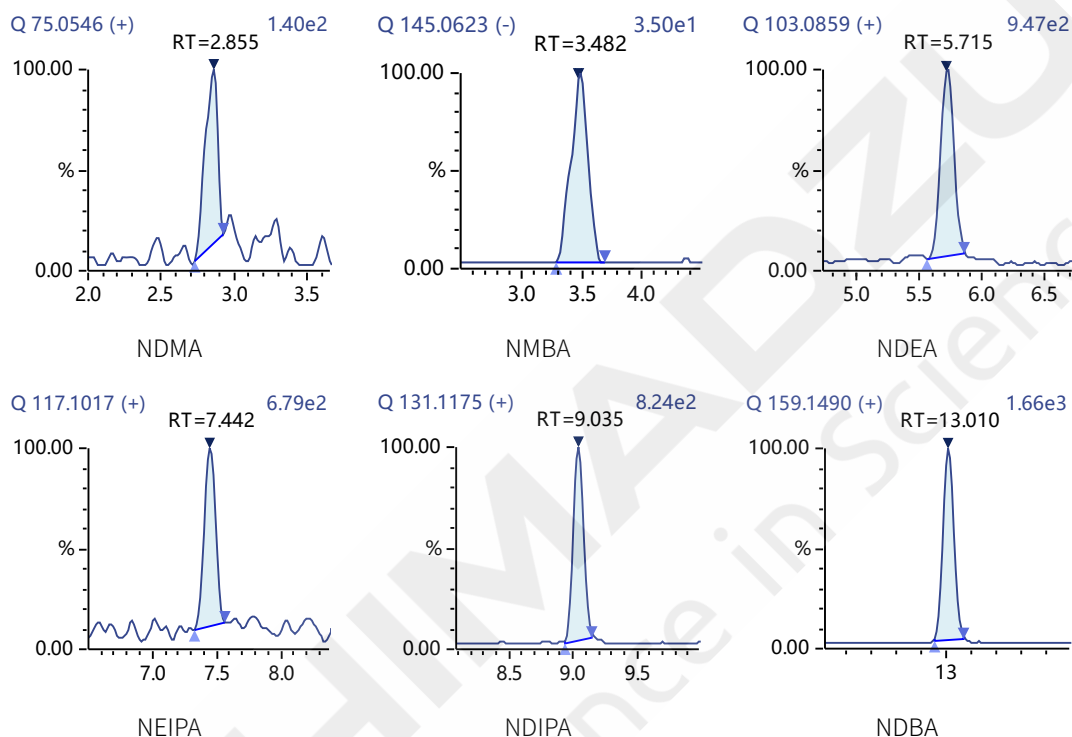 Q 75.0546 (+) 1.40e2
RT=2.855
100.00
%
0.00
2.0 2.5 3.0 3.5
NDMA
Q 145.0623 (-) 3.50e1
RT=3.482
100.00
%
0.00
3.0 3.5 4.0
NMBA
Q 103.0859 (+) 9.47e2
RT=5.715
100.00
%
0.00
5.0 5.5 6.0 6.5
NDEA
Q 117.1017 (+) 6.79e2
RT=7.442
100.00
%
0.00
7.0 7.5 8.0
NEIPA
Q 131.1175 (+) 8.24e2
RT=9.035
100.00
%
0.00
8.5 9.0 9.5
NDIPA
Q 159.1490 (+) 1.66e3
RT=13.010
100.00
%
0.00
13
NDBA
HIMADZU
ence in Scienc